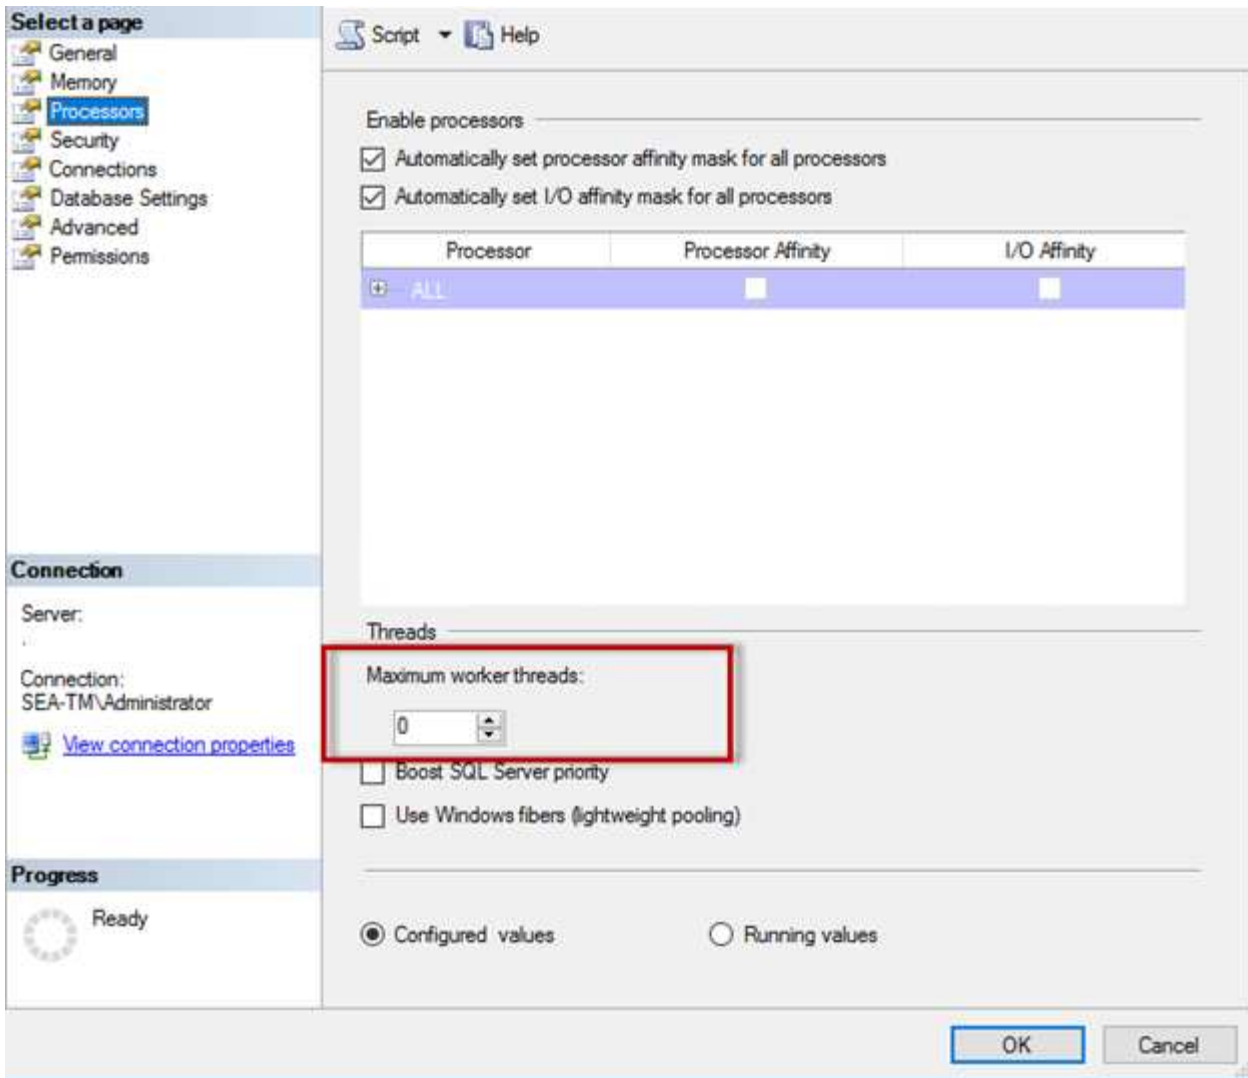 Select a page
General
Memory
Processors
Security
Connections
Database Settings
Advanced
Permissions
Connection
Server:
.
Connection:
SEA-TM\Administrator
View connection properties
Progress
Ready
Script Help
Enable processors
Automatically set processor affinity mask for all processors
Automatically set I/O affinity mask for all processors
Processor Processor Affinity I/O Affinity
ALL
Threads
Maximum worker threads:
0
Boost SQL Server priority
Use Windows fibers (lightweight pooling)
Configured values Running values
OK Cancel